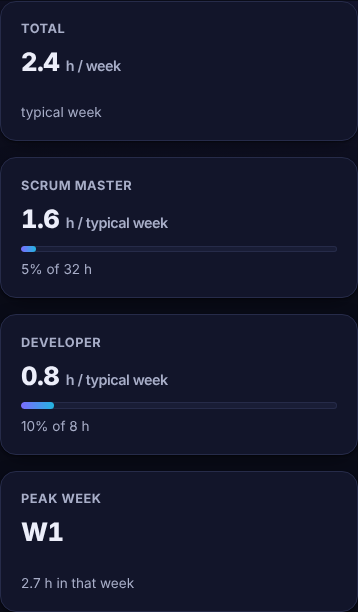 TOTAL
2.4 h / week
typical week
SCRUM MASTER
1.6 h / typical week
5% of 32 h
DEVELOPER
0.8 h / typical week
10% of 8 h
PEAK WEEK
W1
2.7 h in that week